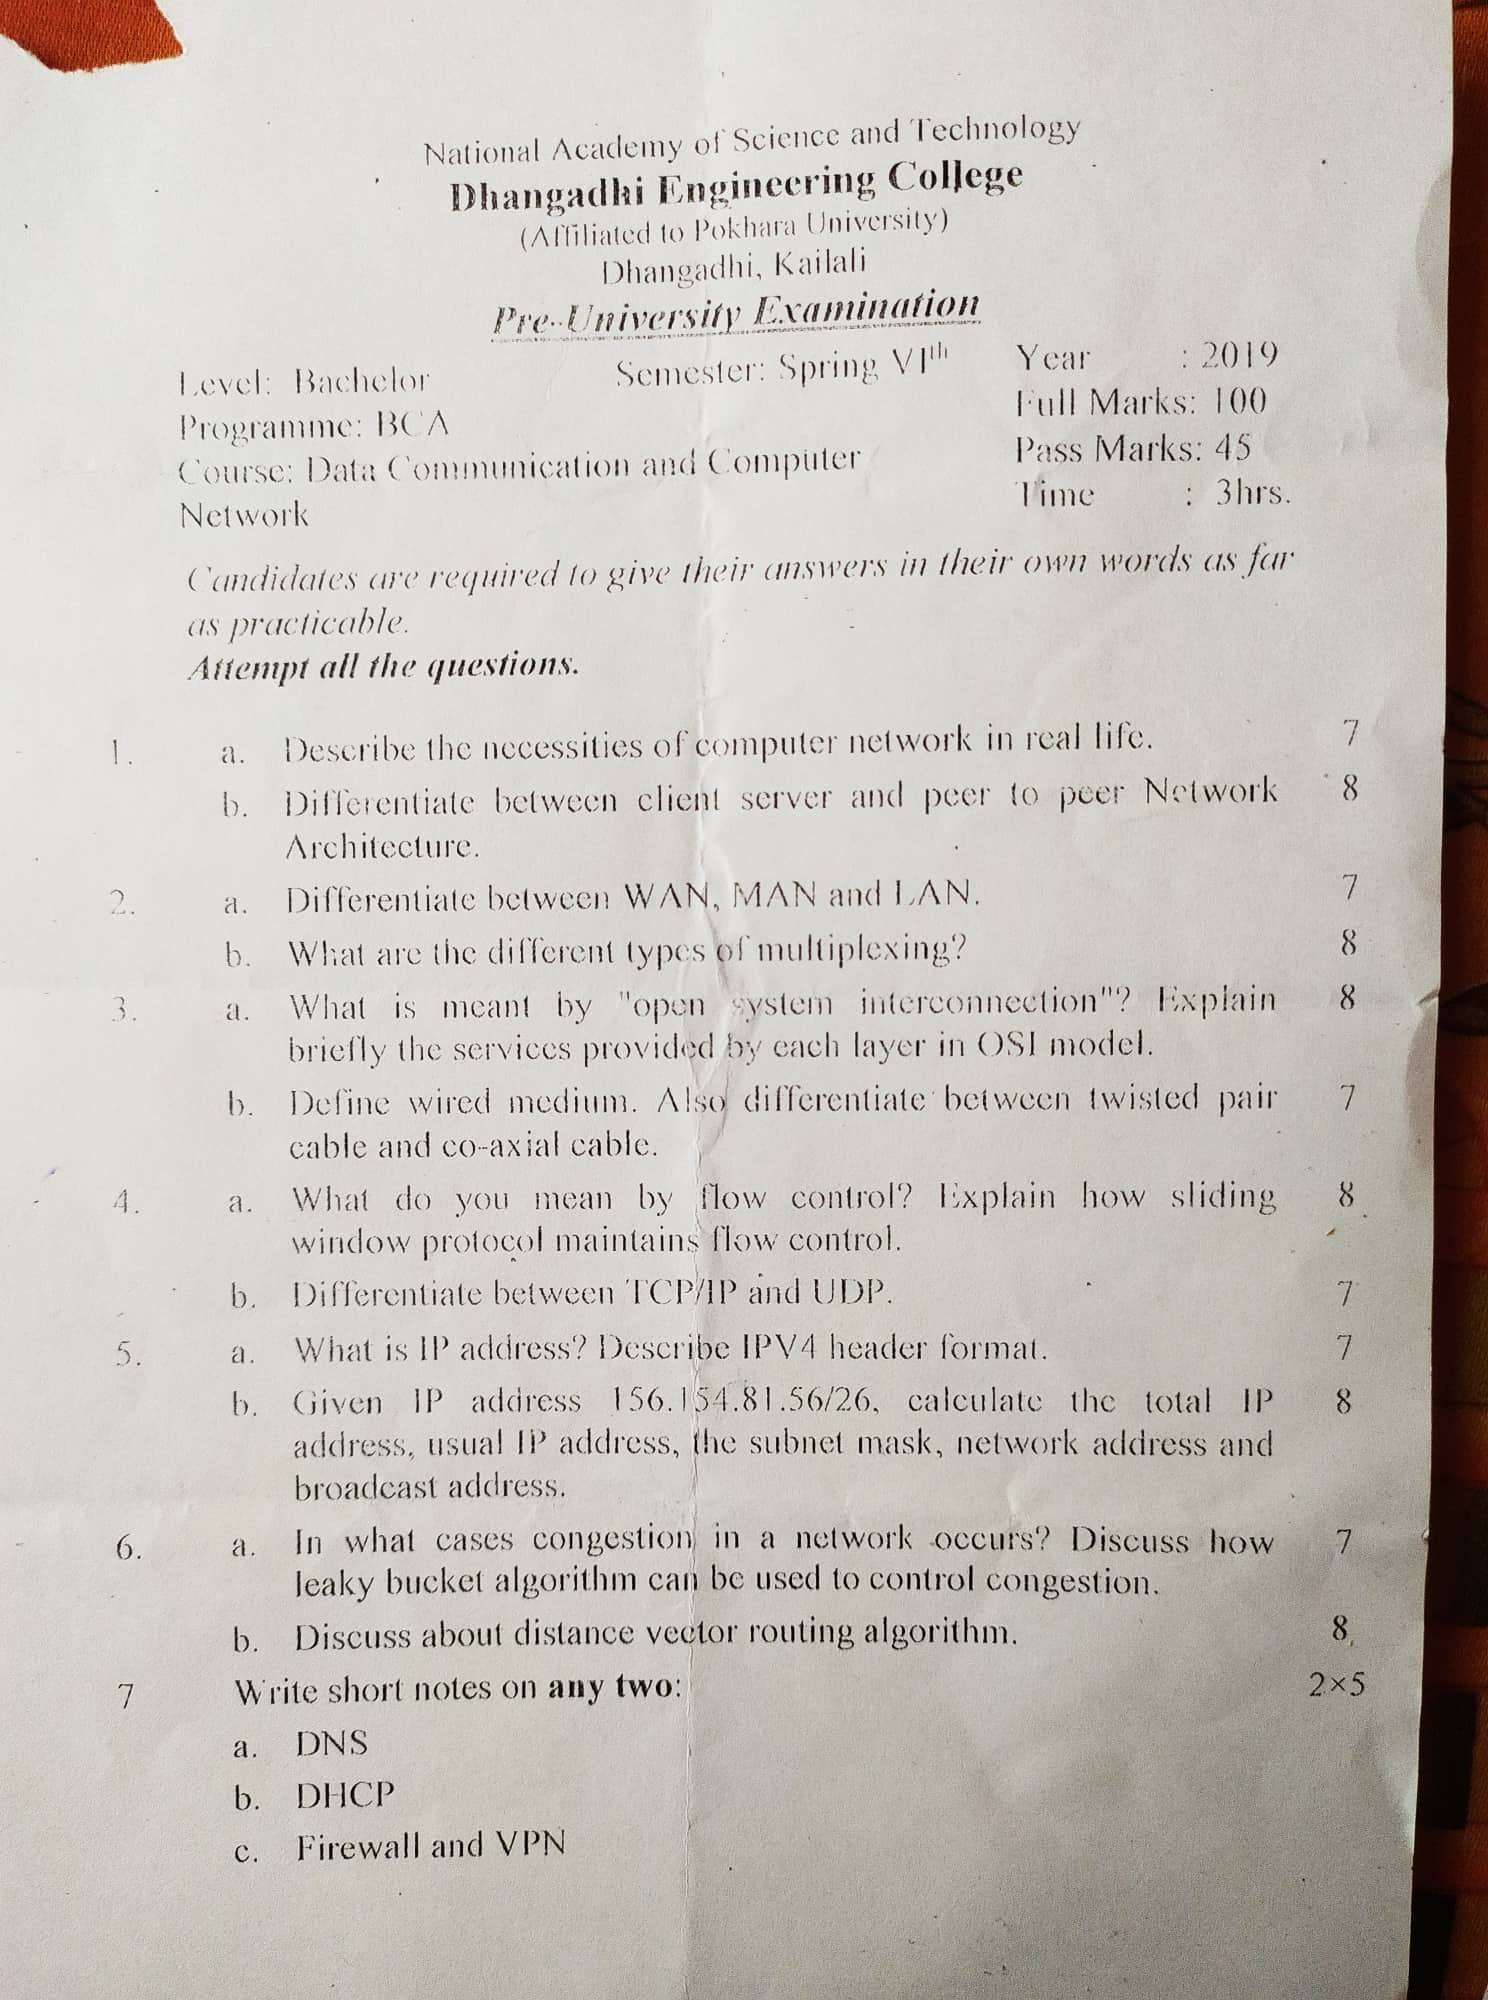 National Academy of Science and Technology
Dhangadhi Engineering College
(Affiliated to Pokhara University)
Dhangadhi, Kailali
Pre-University Examination
Level: Bachelor Semester: Spring VIth Year : 2019
Programme: BCA Full Marks: 100
Course: Data Communication and Computer Pass Marks: 45
Network Time : 3hrs.
Candidates are required to give their answers in their own words as far
as practicable.
Attempt all the questions.
1. a. Describe the necessities of computer network in real life. 7
b. Differentiate between client server and peer to peer Network 8
Architecture.
2. a. Differentiate between WAN, MAN and LAN. 7
b. What are the different types of multiplexing? 8
3. a. What is meant by "open system interconnection"? Explain 8
briefly the services provided by each layer in OSI model.
b. Define wired medium. Also differentiate between twisted pair 7
cable and co-axial cable.
4. a. What do you mean by flow control? Explain how sliding 8
window protocol maintains flow control.
b. Differentiate between TCP/IP and UDP. 7
5. a. What is IP address? Describe IPV4 header format. 7
b. Given IP address 156.154.81.56/26, calculate the total IP 8
address, usual IP address, the subnet mask, network address and
broadcast address.
6. a. In what cases congestion in a network occurs? Discuss how 7
leaky bucket algorithm can be used to control congestion.
b. Discuss about distance vector routing algorithm. 8
7 Write short notes on any two: 2×5
a. DNS
b. DHCP
c. Firewall and VPN